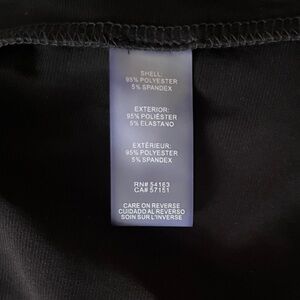 SHELL:
95% POLYESTER
5% SPANDEX
EXTERIOR:
95% POLIÉSTER
5% ELASTANO
EXTÉRIEUR:
95% POLYESTER
5% SPANDEX
RN# 54163
CA# 57151
CARE ON REVERSE
CUIDADO AL REVERSO
SOIN SUR L'INVERSE